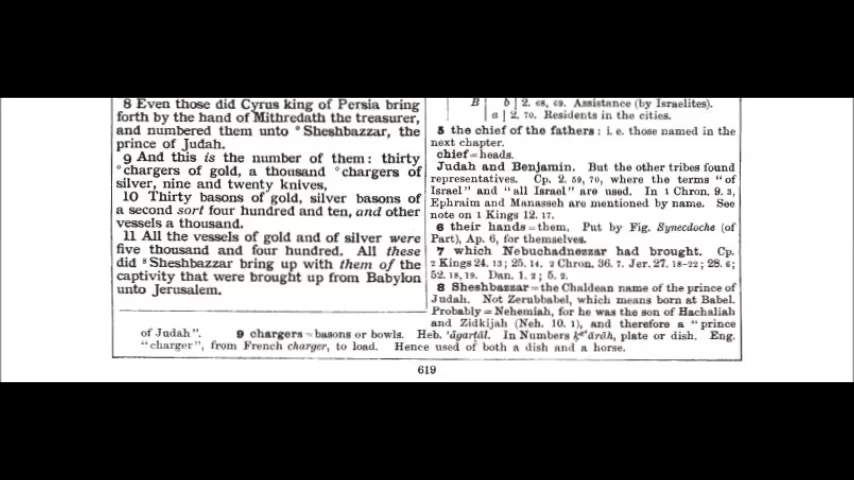 8 Even those did Cyrus king of Persia bring
forth by the hand of Mithredath the treasurer,
and numbered them unto °Sheshbazzar, the
prince of Judah.
9 And this is the number of them: thirty
°chargers of gold, a thousand °chargers of
silver, nine and twenty knives,
10 Thirty basons of gold, silver basons of
a second sort four hundred and ten, and other
vessels a thousand.
11 All the vessels of gold and of silver were
five thousand and four hundred. All these
did ⁸Sheshbazzar bring up with them of the
captivity that were brought up from Babylon
unto Jerusalem.
B | b | 2. 68, 69. Assistance (by Israelites).
a | 2. 70. Residents in the cities.
5 the chief of the fathers: i. e. those named in the
next chapter.
chief=heads.
Judah and Benjamin. But the other tribes found
representatives. Cp. 2. 59, 70, where the terms "of
Israel" and "all Israel" are used. In 1 Chron. 9. 3,
Ephraim and Manasseh are mentioned by name. See
note on 1 Kings 12. 17.
6 their hands=them. Put by Fig. Synecdoche (of
Part), Ap. 6, for themselves.
7 which Nebuchadnezzar had brought. Cp.
2 Kings 24. 13; 25. 14. 2 Chron. 36. 7. Jer. 27. 18-22; 28. 6;
52. 18, 19. Dan. 1. 2; 5. 2.
8 Sheshbazzar=the Chaldean name of the prince of
Judah. Not Zerubbabel, which means born at Babel.
Probably=Nehemiah, for he was the son of Hachaliah
and Zidkijah (Neh. 10. 1), and therefore a "prince
of Judah". 9 chargers=basons or bowls. Heb. 'ăgarṭāl. In Numbers ḳe'ārāh, plate or dish. Eng.
"charger", from French charger, to load. Hence used of both a dish and a horse.
619